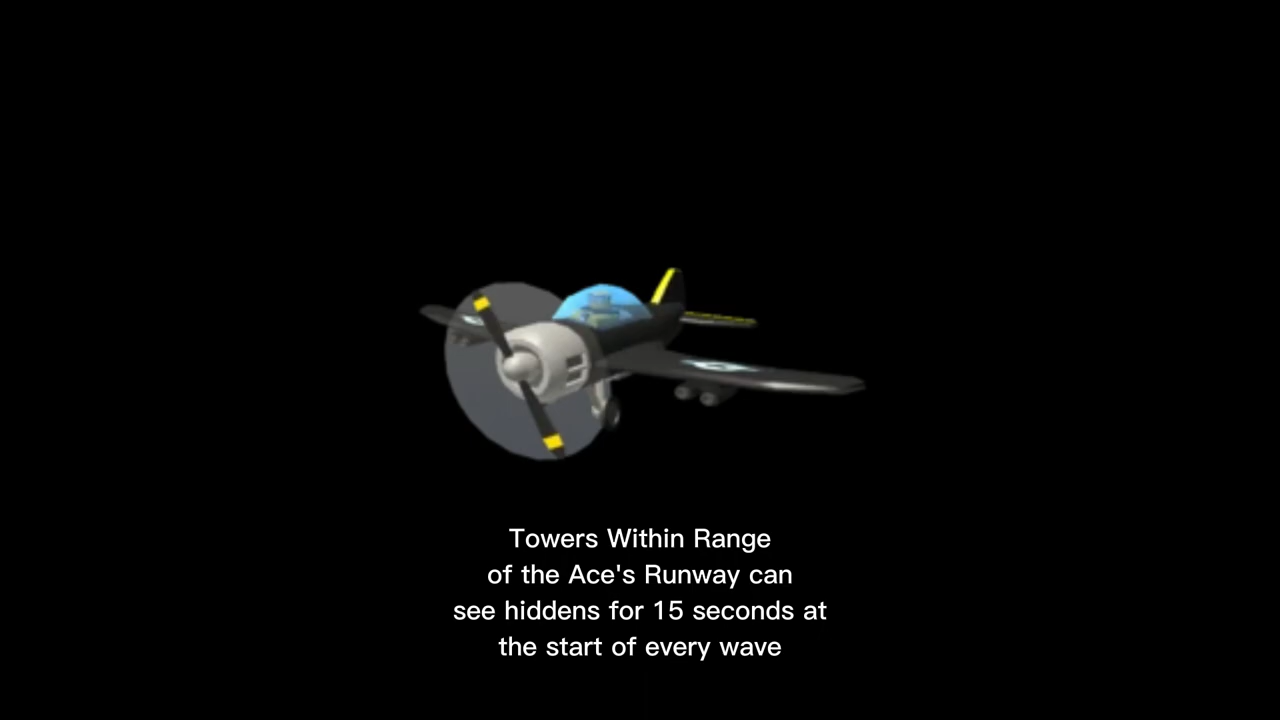 Towers Within Range
of the Ace's Runway can
see hiddens for 15 seconds at
the start of every wave